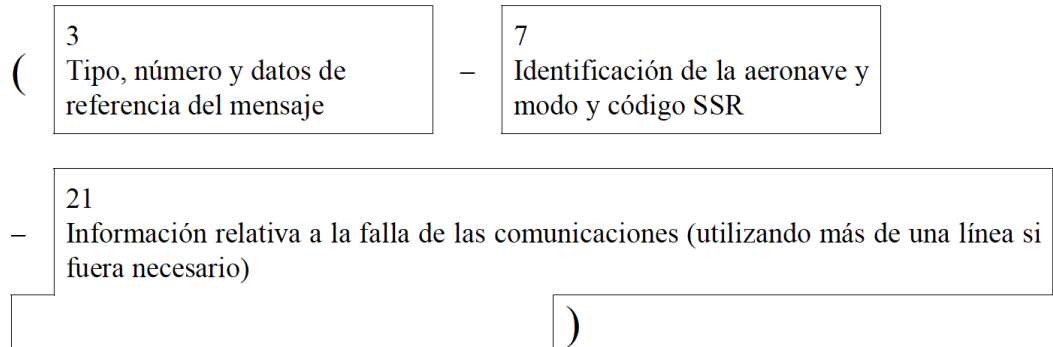 ( 3 – 7
Tipo, número y datos de Identificación de la aeronave y
referencia del mensaje modo y código SSR
– 21
Información relativa a la falla de las comunicaciones (utilizando más de una línea si
fuera necesario)
)